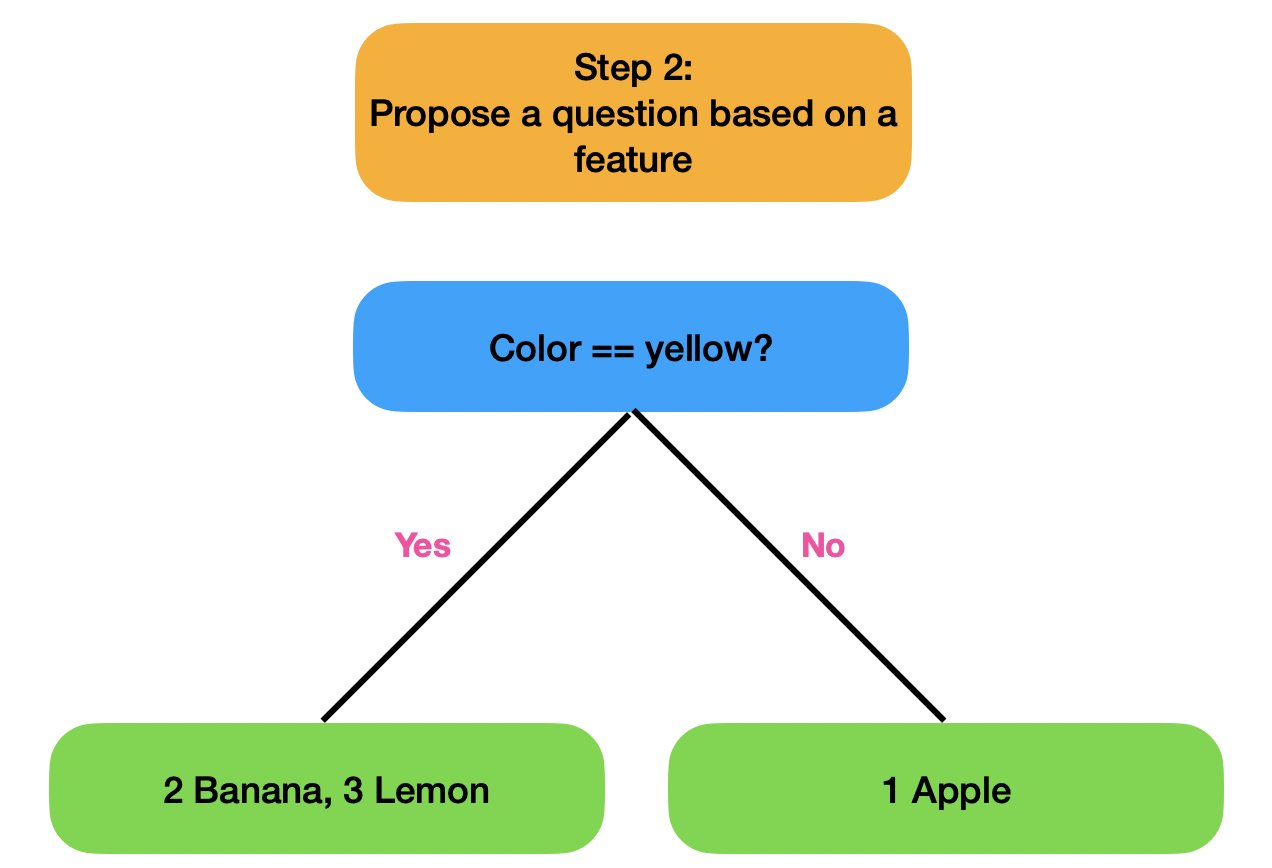 Step 2:
Propose a question based on a
feature
Color == yellow?
Yes
No
2 Banana, 3 Lemon
1 Apple